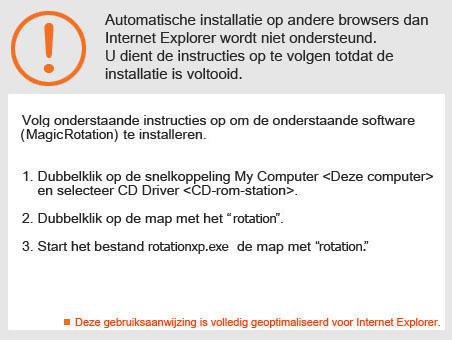 Automatische installatie op andere browsers dan
Internet Explorer wordt niet ondersteund.
U dient de instructies op te volgen totdat de
installatie is voltooid.
Volg onderstaande instructies op om de onderstaande software
(MagicRotation) te installeren.
1. Dubbelklik op de snelkoppeling My Computer <Deze computer>
en selecteer CD Driver <CD-rom-station>.
2. Dubbelklik op de map met het “rotation”.
3. Start het bestand rotationxp.exe de map met “rotation.”
Deze gebruiksaanwijzing is volledig geoptimaliseerd voor Internet Explorer.